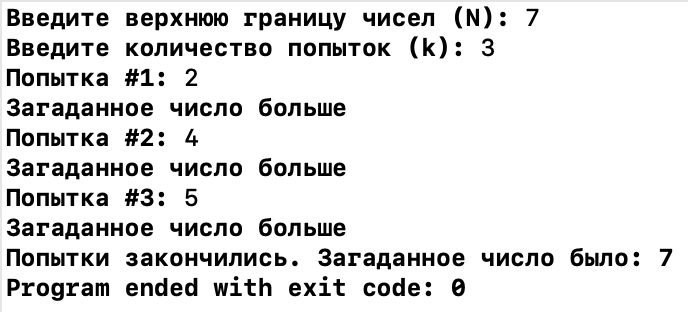 Введите верхнюю границу чисел (N): 7
Введите количество попыток (k): 3
Попытка #1: 2
Загаданное число больше
Попытка #2: 4
Загаданное число больше
Попытка #3: 5
Загаданное число больше
Попытки закончились. Загаданное число было: 7
Program ended with exit code: 0